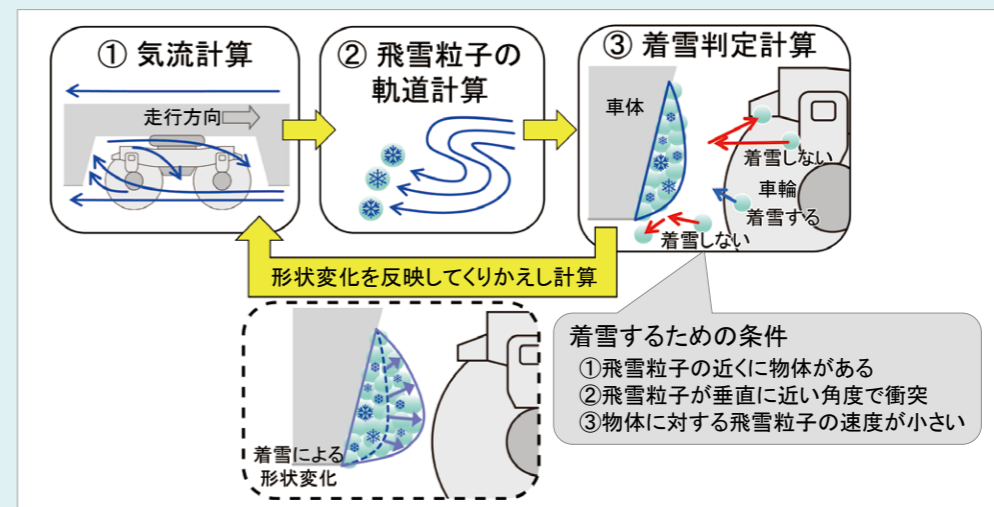 ① 気流計算
走行方向
② 飛雪粒子の
軌道計算
③ 着雪判定計算
車体
着雪しない
車輪
着雪する
着雪しない
形状変化を反映してくりかえし計算
着雪による
形状変化
着雪するための条件
①飛雪粒子の近くに物体がある
②飛雪粒子が垂直に近い角度で衝突
③物体に対する飛雪粒子の速度が小さい